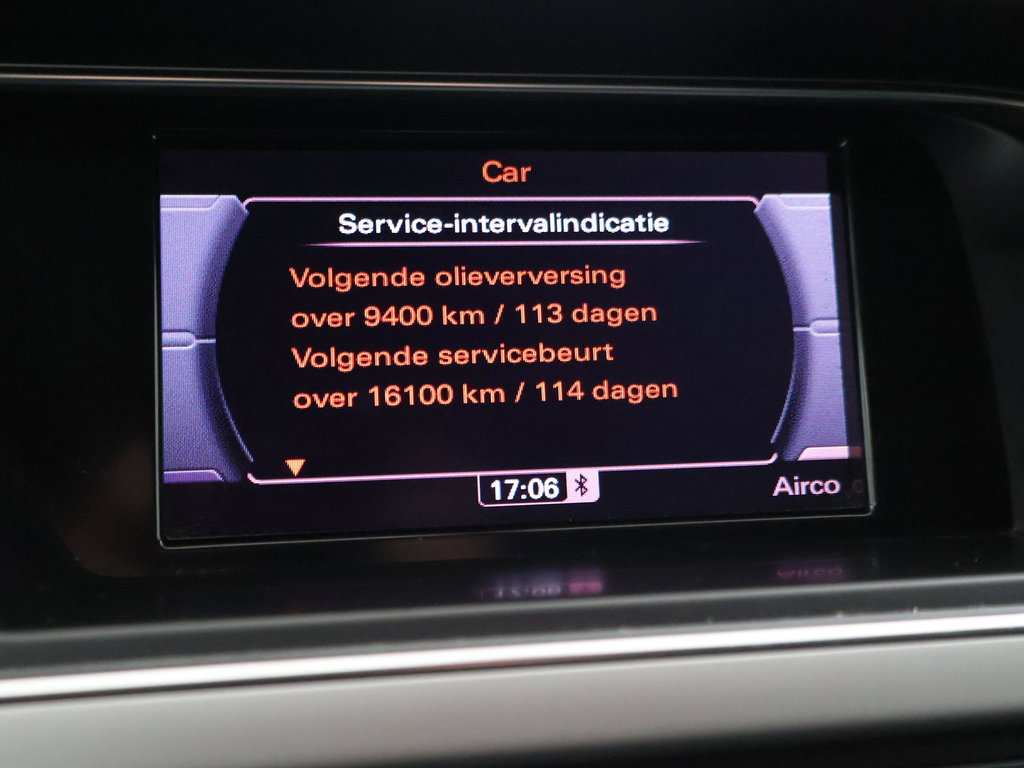 Car
Service-intervalindicatie
Volgende olieverversing
over 9400 km / 113 dagen
Volgende servicebeurt
over 16100 km / 114 dagen
17:06
Airco